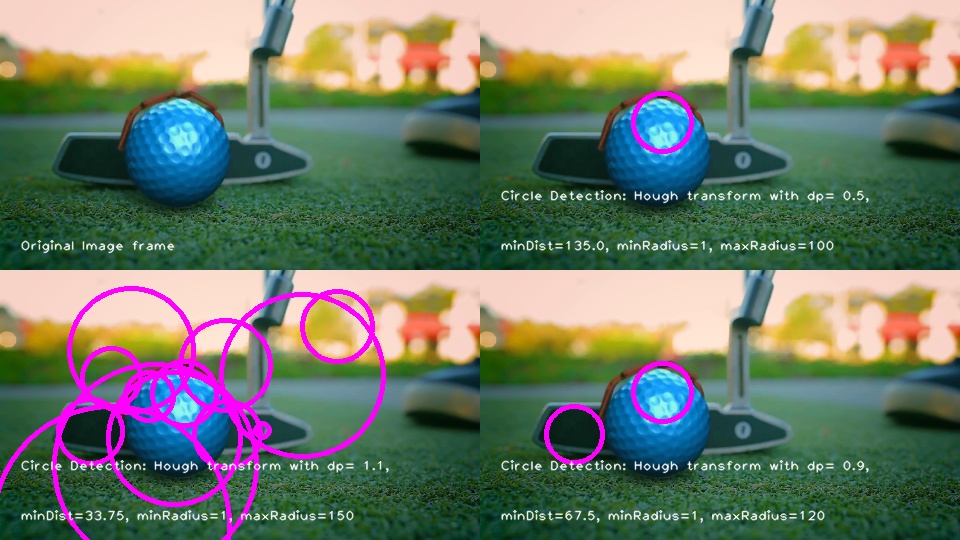 Original Image frame
Circle Detection: Hough transform with dp= 0.5,
minDist=135.0, minRadius=1, maxRadius=100
Circle Detection: Hough transform with dp= 1.1,
minDist=33.75, minRadius=1, maxRadius=150
Circle Detection: Hough transform with dp= 0.9,
minDist=67.5, minRadius=1, maxRadius=120